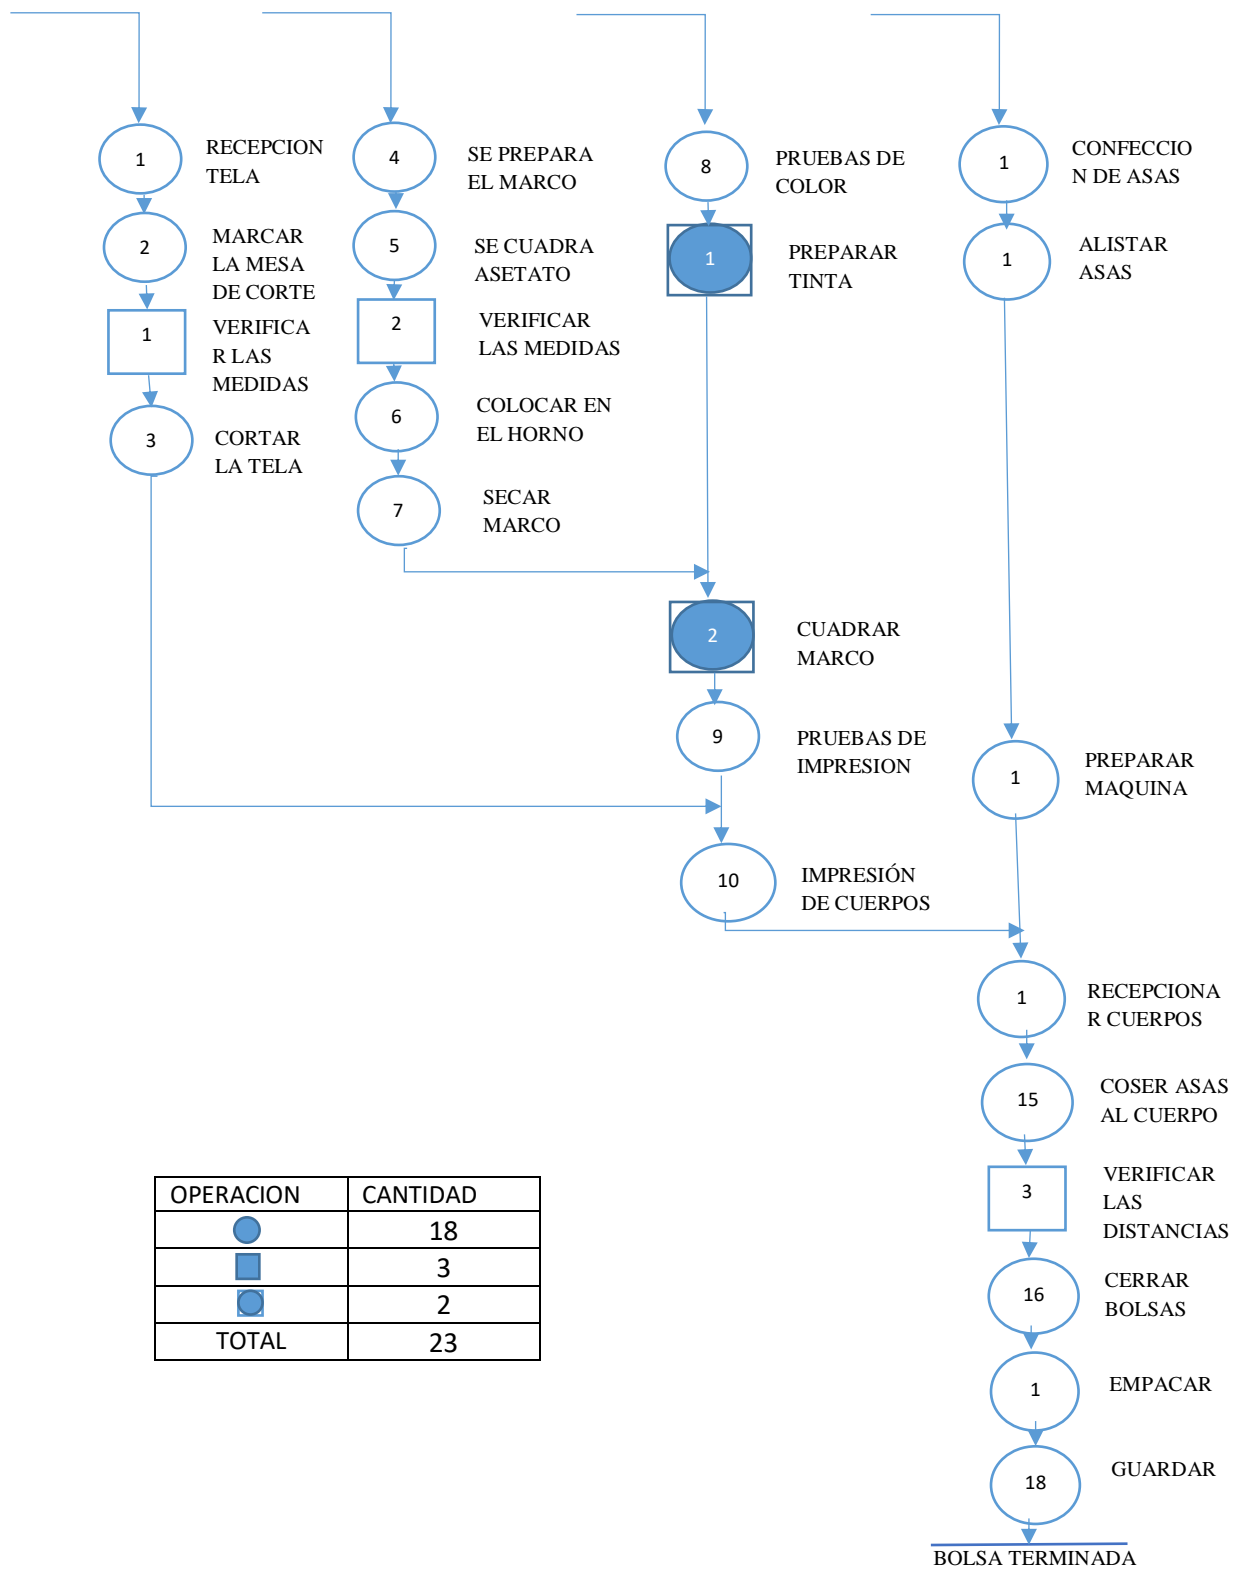 1
RECEPCION
TELA
2
MARCAR
LA MESA
DE CORTE
1
VERIFICA
R LAS
MEDIDAS
3
CORTAR
LA TELA
4
SE PREPARA
EL MARCO
5
SE CUADRA
ASETATO
2
VERIFICAR
LAS MEDIDAS
6
COLOCAR EN
EL HORNO
7
SECAR
MARCO
8
PRUEBAS DE
COLOR
1
PREPARAR
TINTA
2
CUADRAR
MARCO
9
PRUEBAS DE
IMPRESION
10
IMPRESIÓN
DE CUERPOS
1
CONFECCIO
N DE ASAS
1
ALISTAR
ASAS
1
PREPARAR
MAQUINA
1
RECEPCIONA
R CUERPOS
15
COSER ASAS
AL CUERPO
3
VERIFICAR
LAS
DISTANCIAS
16
CERRAR
BOLSAS
1
EMPACAR
18
GUARDAR
BOLSA TERMINADA
OPERACION CANTIDAD
18
3
2
TOTAL 23